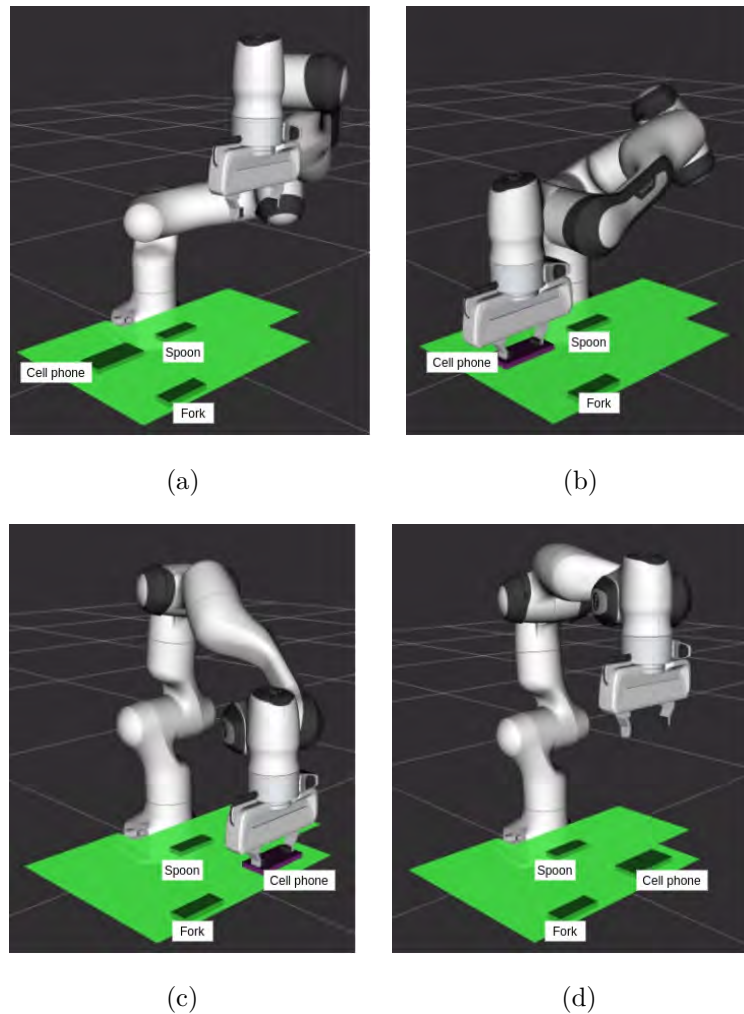 Spoon
Cell phone
Fork
(a)
Spoon
Cell phone
Fork
(b)
Spoon
Cell phone
Fork
(c)
Spoon
Cell phone
Fork
(d)